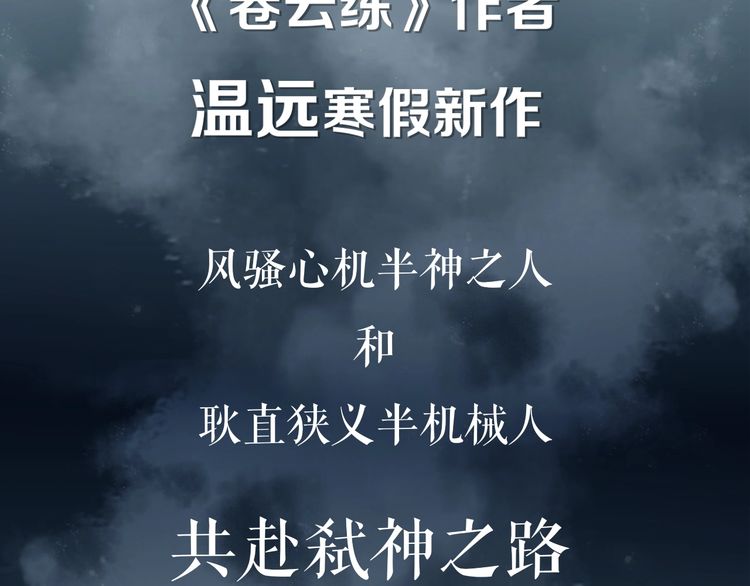 《卷云练》作者
温远寒假新作
风骚心机半神之人
和
耿直狭义半机械人
共赴弑神之路